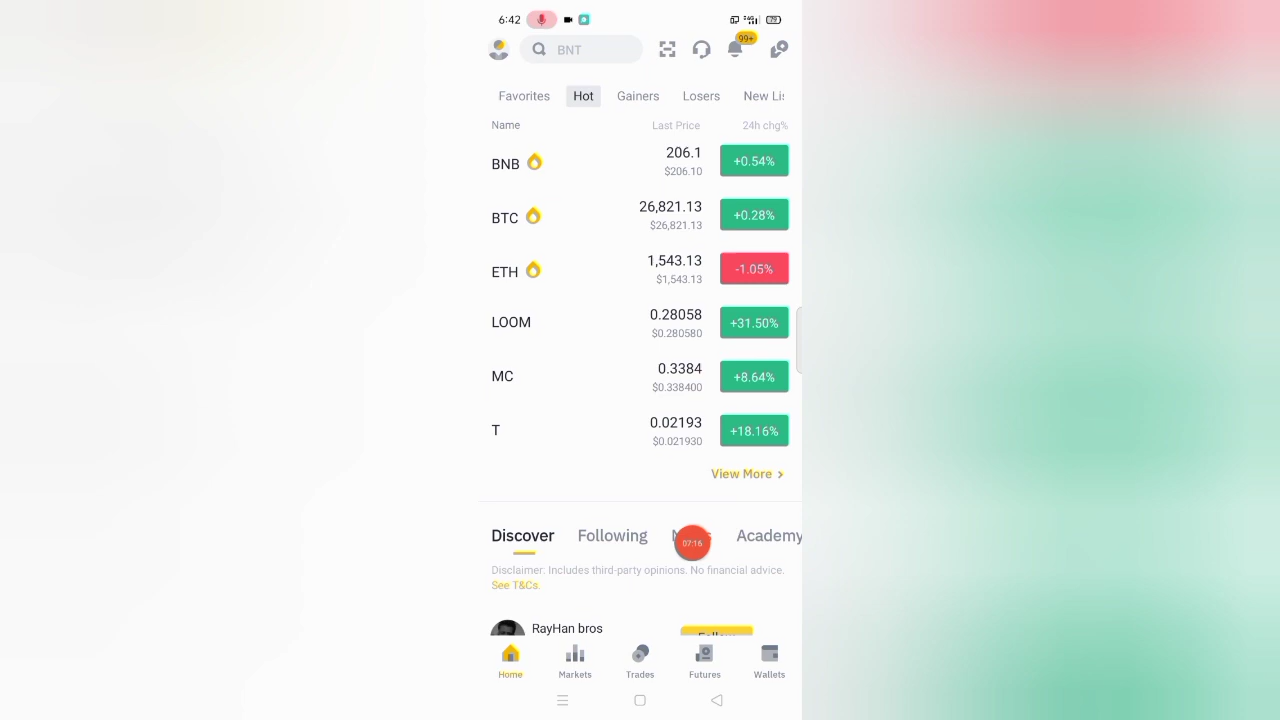 6:42
79
BNT
99+
Favorites Hot Gainers Losers New Lis
Name Last Price 24h chg%
BNB 206.1 +0.54%
$206.10
BTC 26,821.13 +0.28%
$26,821.13
ETH 1,543.13 -1.05%
$1,543.13
LOOM 0.28058 +31.50%
$0.280580
MC 0.3384 +8.64%
$0.338400
T 0.02193 +18.16%
$0.021930
View More >
Discover Following Academy
07:16
Disclaimer: Includes third-party opinions. No financial advice.
See T&Cs.
RayHan bros
Follow
Home Markets Trades Futures Wallets